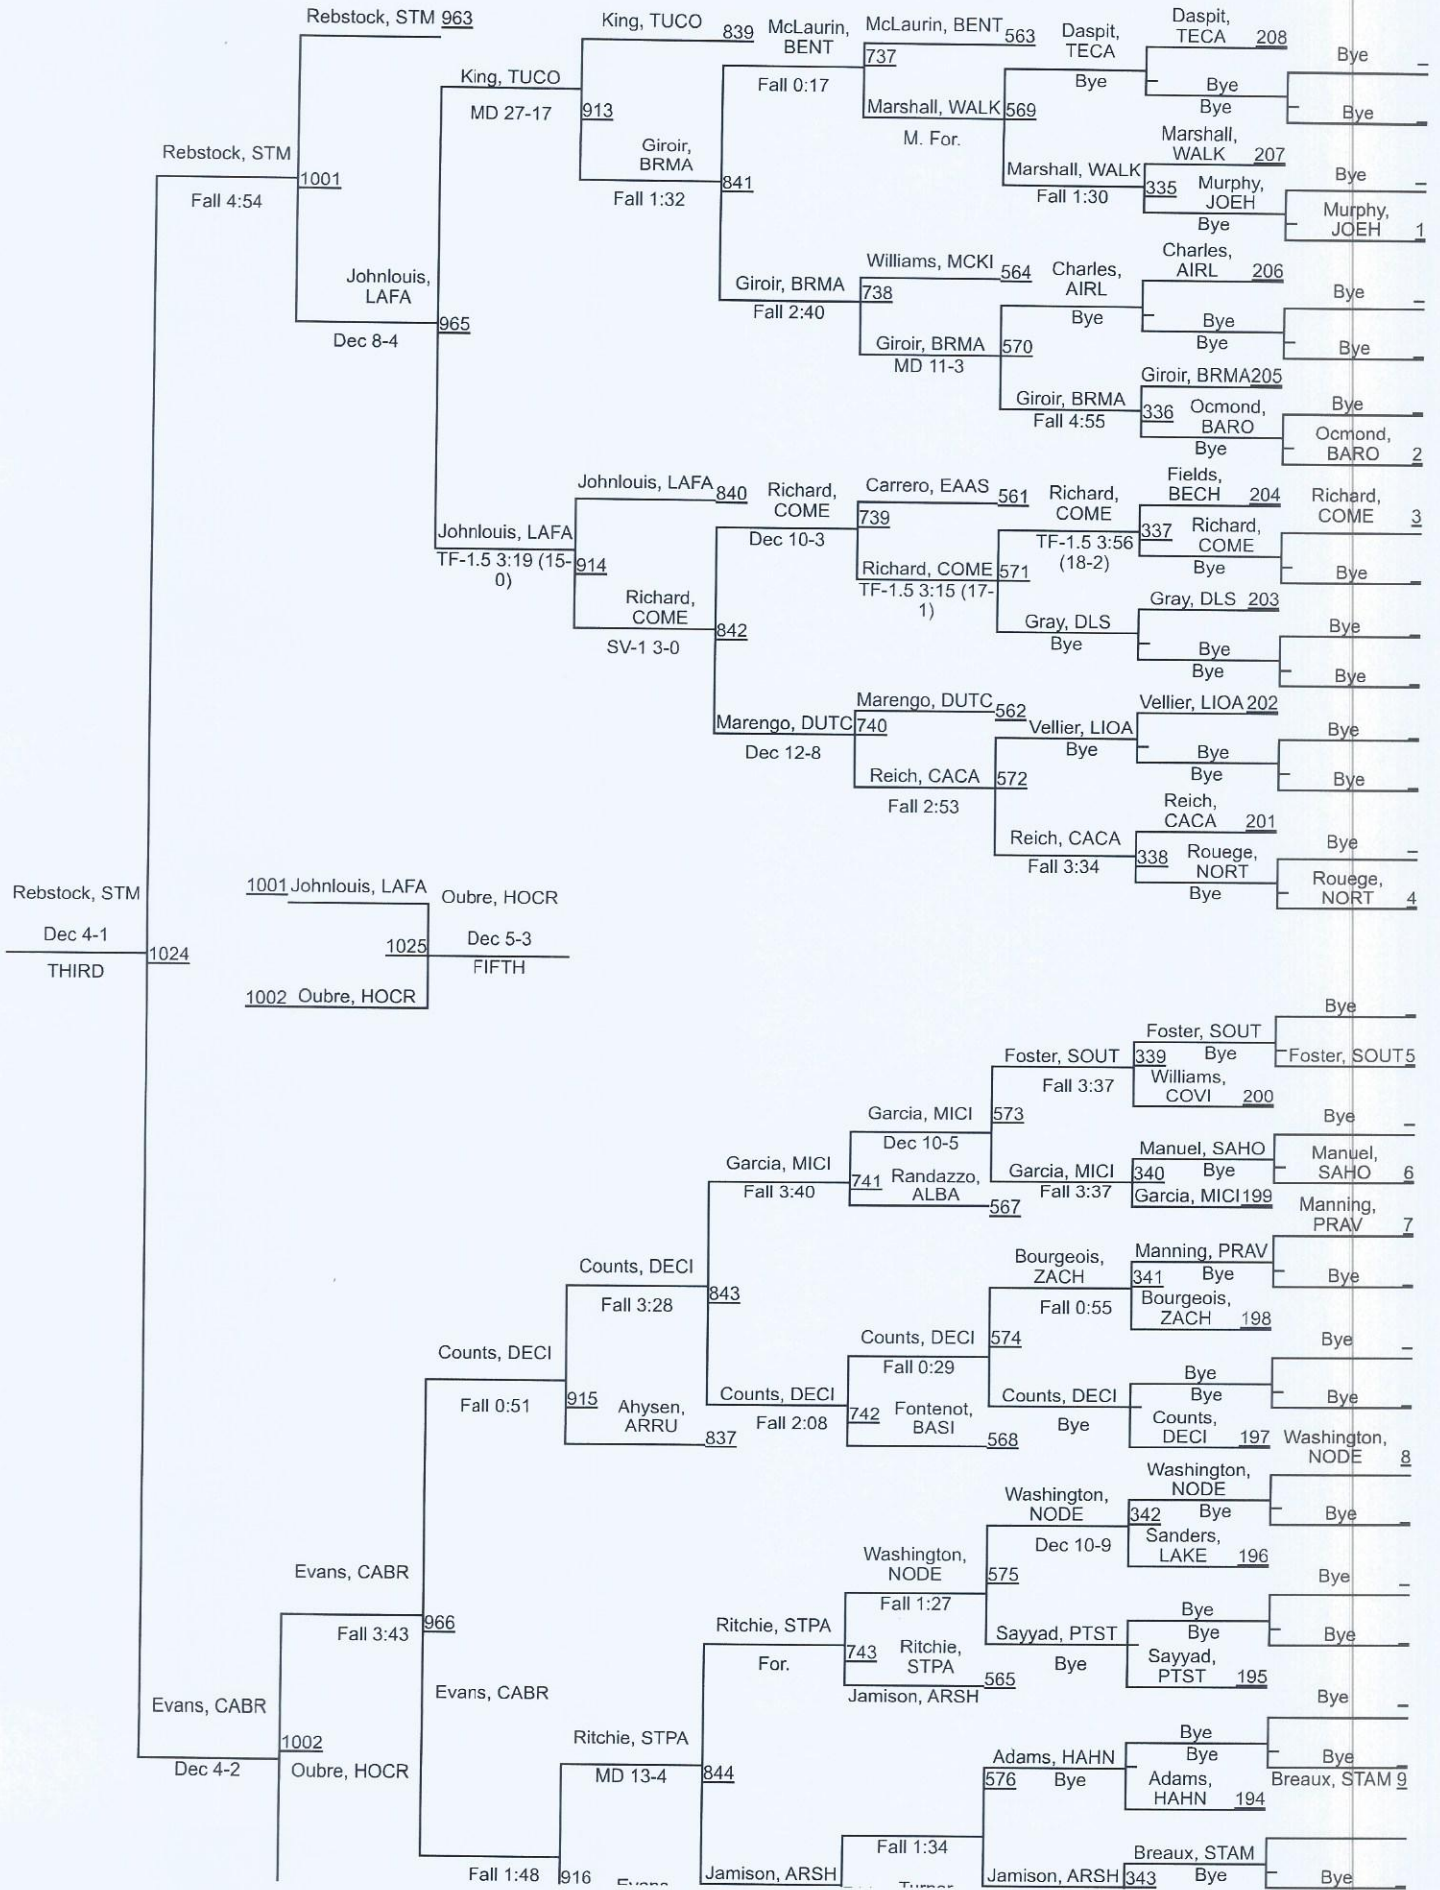 Rebstock, STM 963
King, TUCO 839
McLaurin,
BENT
McLaurin, BENT 563
Daspit,
TECA
Daspit,
TECA 208
Bye
King, TUCO
MD 27-17
913
Fall 0:17
737
Marshall, WALK 569
M. For.
Bye
Bye
Bye
Bye
Rebstock, STM
1001
Fall 4:54
Giroir,
BRMA
Fall 1:32
841
Marshall, WALK
Fall 1:30
Marshall,
WALK 207
335 Murphy,
JOEH
Bye
Bye
Murphy,
JOEH 1
Johnlouis,
LAFA
Dec 8-4
965
Giroir, BRMA
Fall 2:40
Williams, MCKI 564
738
Giroir, BRMA 570
MD 11-3
Charles,
AIRL
Bye
Charles,
AIRL 206
Bye
Bye
Bye
Bye
Giroir, BRMA
Fall 4:55
Giroir, BRMA 205
336 Ocmond,
BARO
Bye
Bye
Ocmond,
BARO 2
Johnlouis, LAFA
TF-1.5 3:19 (15-
0)
Johnlouis, LAFA 840
914
Richard,
COME
Dec 10-3
Carrero, EAAS 561
739
Richard, COME 571
TF-1.5 3:15 (17-
1)
Richard,
COME
TF-1.5 3:56
(18-2)
Fields,
BECH 204
337 Richard,
COME
Bye
Richard,
COME 3
Bye
Richard,
COME
SV-1 3-0
842
Gray, DLS
Bye
Gray, DLS 203
Bye
Bye
Bye
Bye
Marengo, DUTC
Dec 12-8
Marengo, DUTC 562
740
Reich, CACA 572
Fall 2:53
Vellier, LIOA
Bye
Vellier, LIOA 202
Bye
Bye
Bye
Bye
Reich, CACA
Fall 3:34
Reich,
CACA 201
338 Rouege,
NORT
Bye
Bye
Rouege,
NORT 4
Rebstock, STM
Dec 4-1
THIRD
1024
1001 Johnlouis, LAFA
1025
1002 Oubre, HOCR
Oubre, HOCR
Dec 5-3
FIFTH
Foster, SOUT
Fall 3:37
Foster, SOUT
339 Bye
Williams,
COVI 200
Bye
Foster, SOUT 5
Garcia, MICI
Dec 10-5
573
Garcia, MICI
Fall 3:40
741 Randazzo,
ALBA 567
Garcia, MICI
Fall 3:37
Manuel, SAHO
340 Bye
Garcia, MICI 199
Bye
Manuel,
SAHO 6
Counts, DECI
Fall 3:28
843
Bourgeois,
ZACH
Fall 0:55
Manning, PRAV
341 Bye
Bourgeois,
ZACH 198
Manning,
PRAV 7
Bye
Counts, DECI
Fall 0:51
915 Ahysen,
ARRU 837
Counts, DECI
Fall 2:08
Counts, DECI
Fall 0:29
574
742 Fontenot,
BASI 568
Counts, DECI
Bye
Bye
Bye
Counts,
DECI 197
Bye
Bye
Evans, CABR
Fall 3:43
966
Washington,
NODE
Fall 1:27
575
Washington,
NODE
Dec 10-9
Washington,
NODE
342 Bye
Sanders,
LAKE 196
Washington,
NODE 8
Bye
Ritchie, STPA
For.
743 Ritchie,
STPA 565
Jamison, ARSH
Sayyad, PTST
Bye
Bye
Bye
Sayyad,
PTST 195
Bye
Bye
Evans, CABR
Dec 4-2
1002
Oubre, HOCR
Evans, CABR
Fall 1:48
Ritchie, STPA
MD 13-4
844
916
Jamison, ARSH
Fall 1:34
Adams, HAHN
576 Bye
Bye
Bye
Adams,
HAHN 194
Bye
Bye
Jamison, ARSH
Breaux, STAM
343 Bye
Breaux, STAM 9
Bye